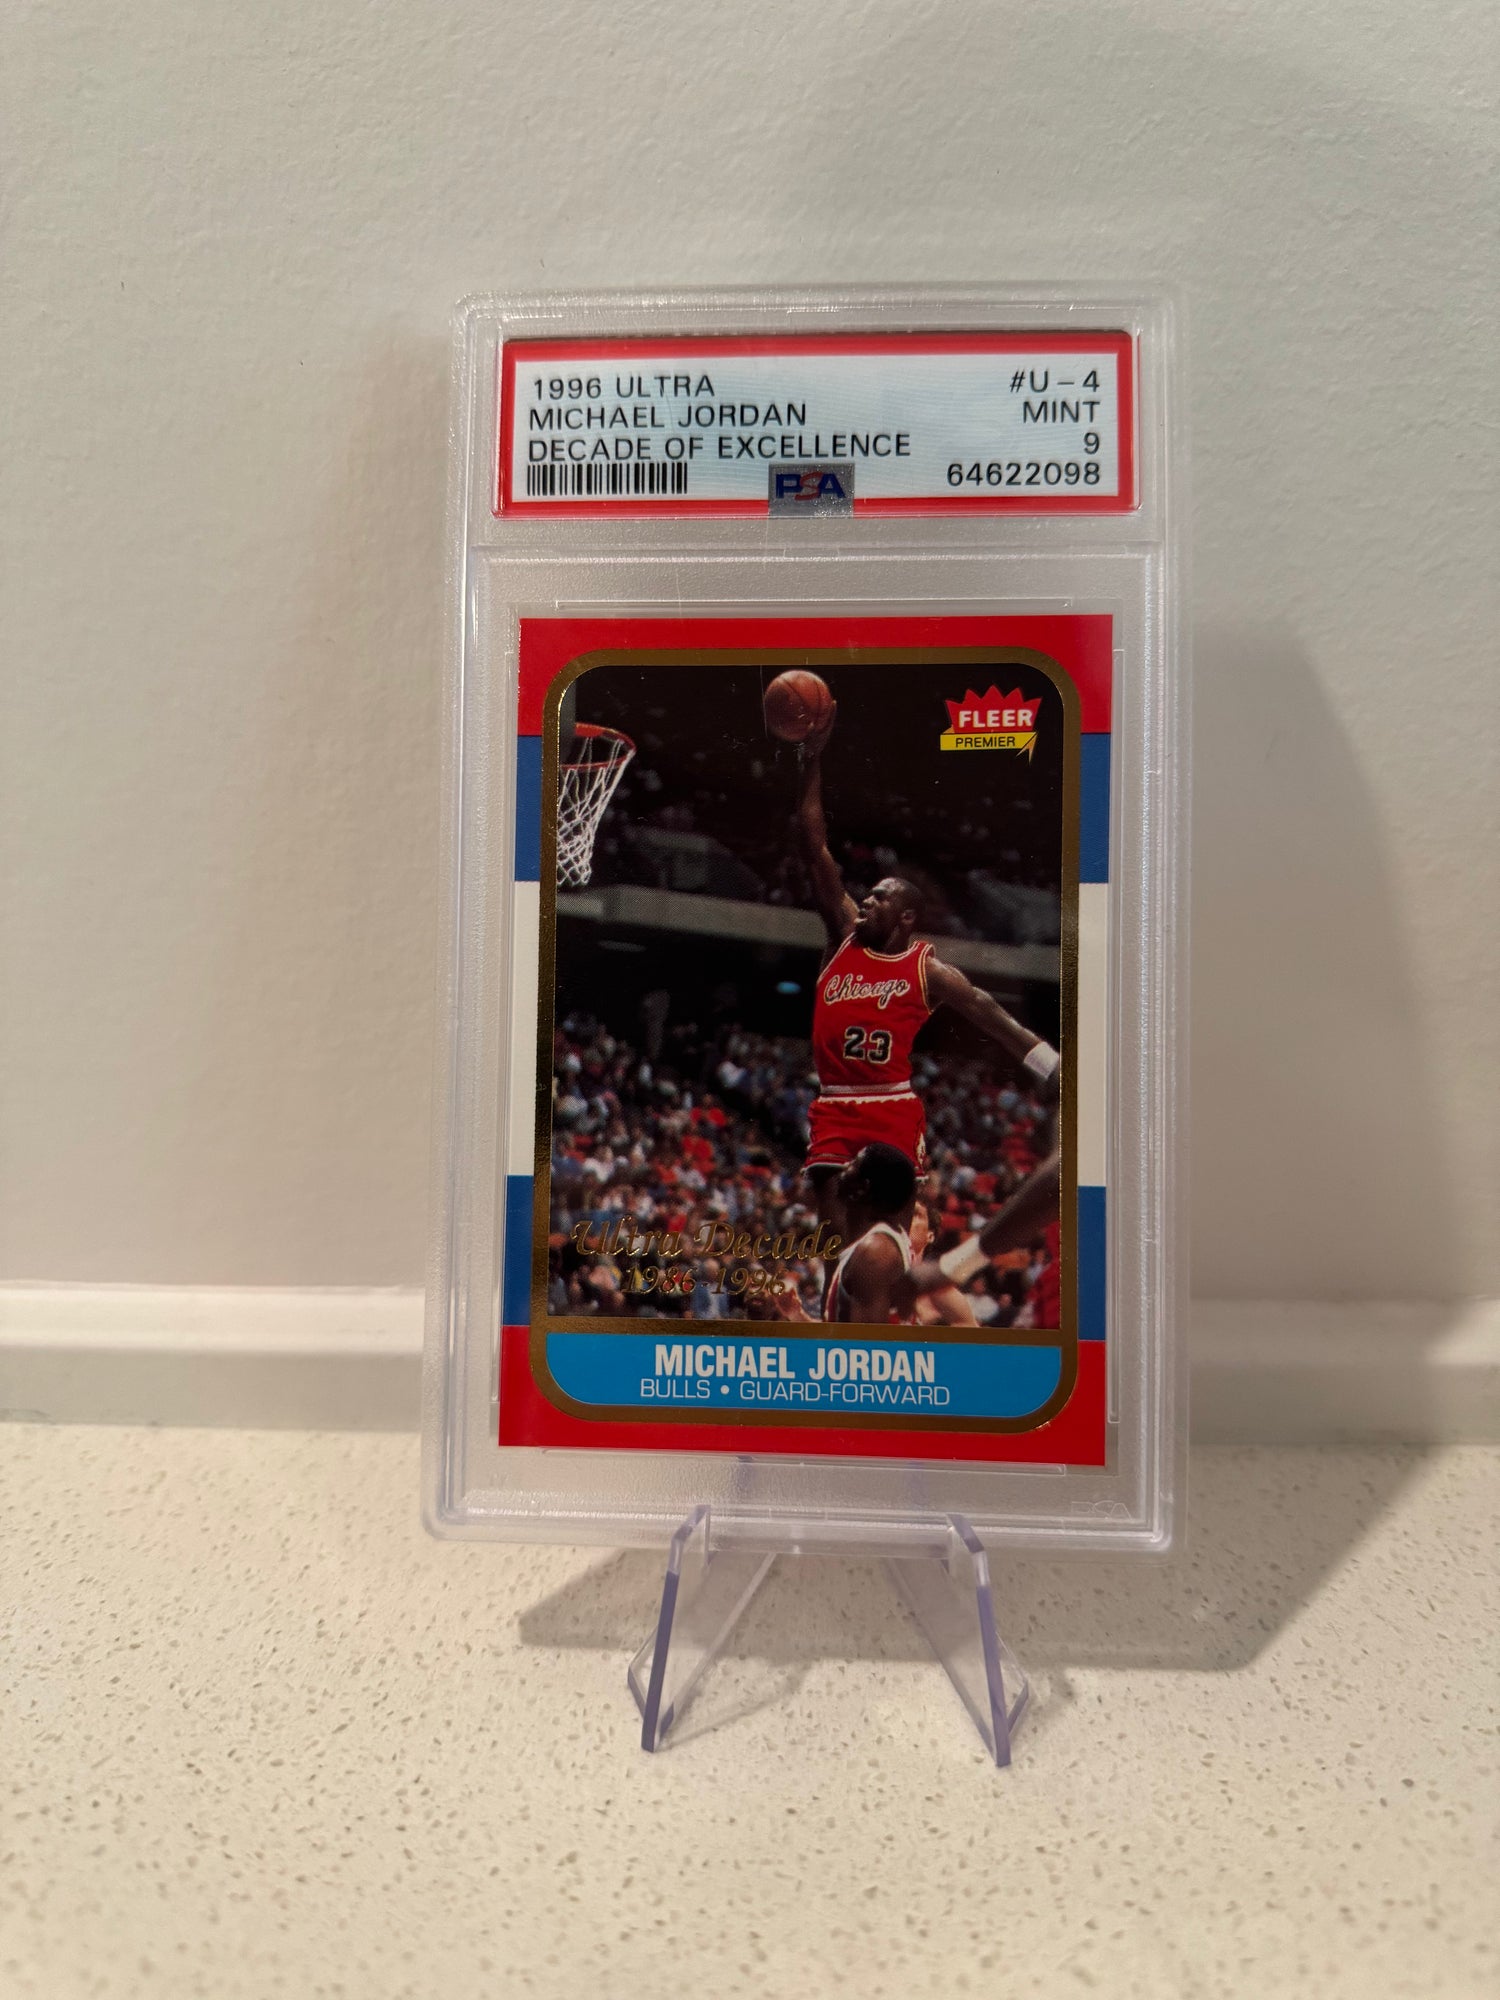 1996 ULTRA #U-4
MICHAEL JORDAN MINT
DECADE OF EXCELLENCE 9
PSA 64622098
FLEER
PREMIER
Chicago
23
Ultra Decade
1986-1996
MICHAEL JORDAN
BULLS • GUARD-FORWARD
PSA